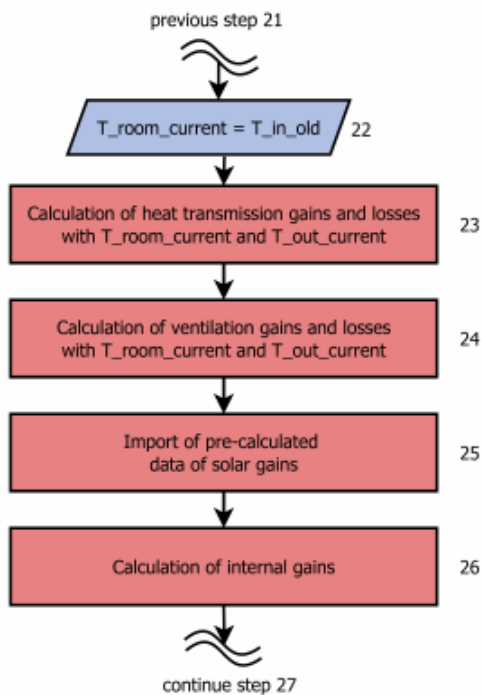 previous step 21
T_room_current = T_in_old
22
Calculation of heat transmission gains and losses
with T_room_current and T_out_current
23
Calculation of ventilation gains and losses
with T_room_current and T_out_current
24
Import of pre-calculated
data of solar gains
25
Calculation of internal gains
26
continue step 27